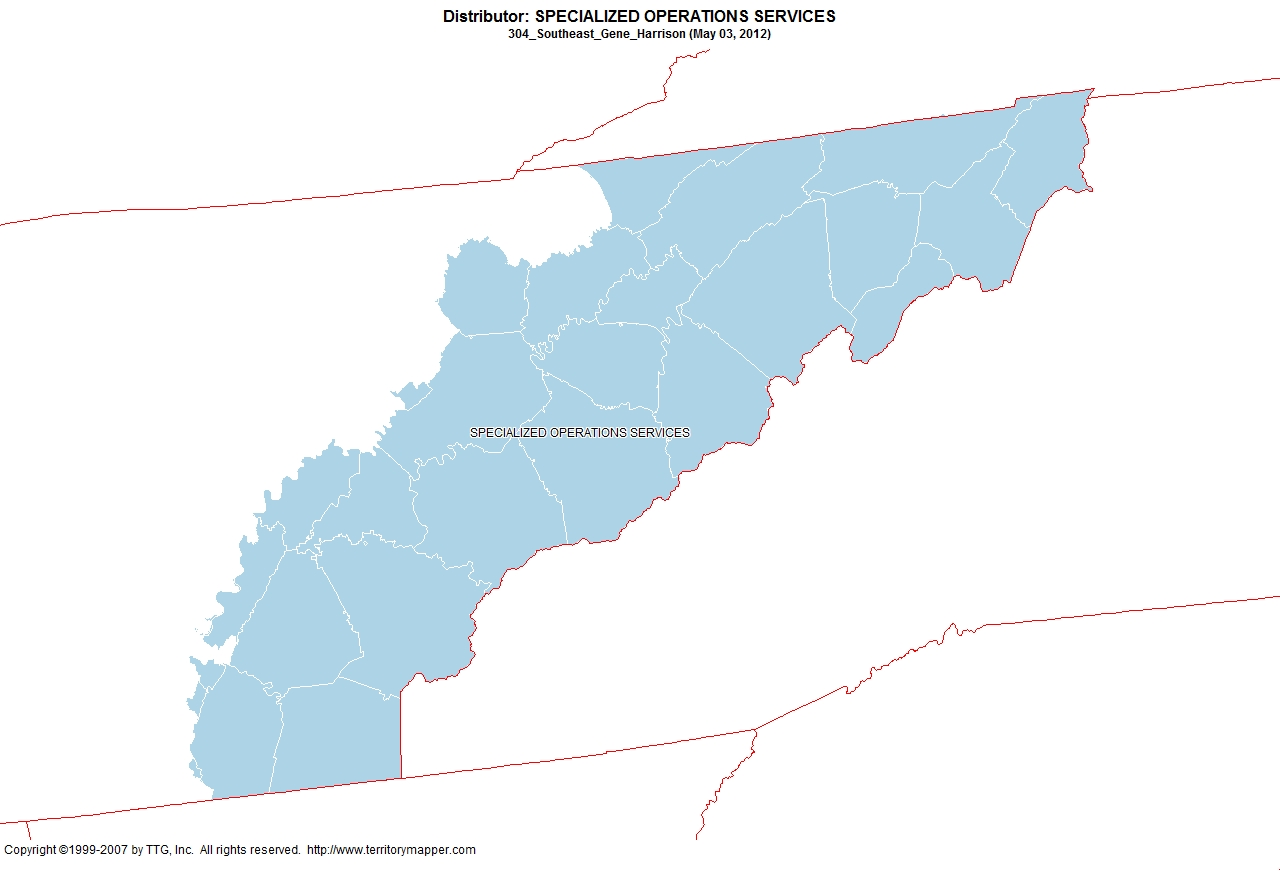 Distributor: SPECIALIZED OPERATIONS SERVICES
304_Southeast_Gene_Harrison (May 03, 2012)
SPECIALIZED OPERATIONS SERVICES
Copyright ©1999-2007 by TTG, Inc.  All rights reserved.  http://www.territorymapper.com